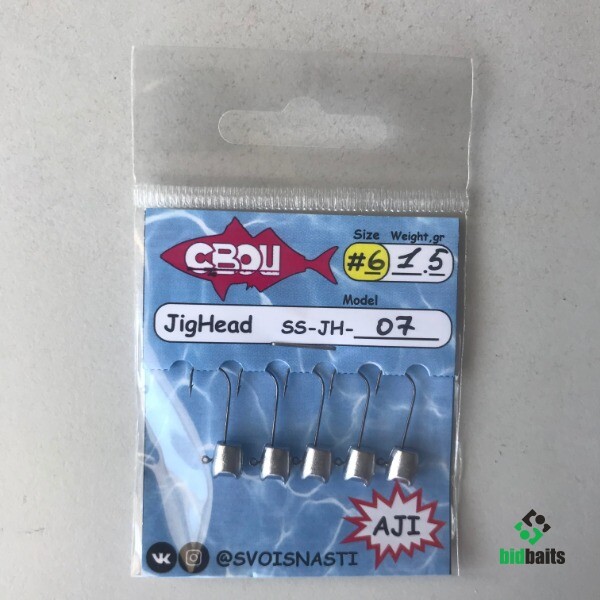 СВОИ
Size Weight,gr
#6 1.5
Model
JigHead SS-JH- 07
AJI
@SVOISNASTI
bidbaits